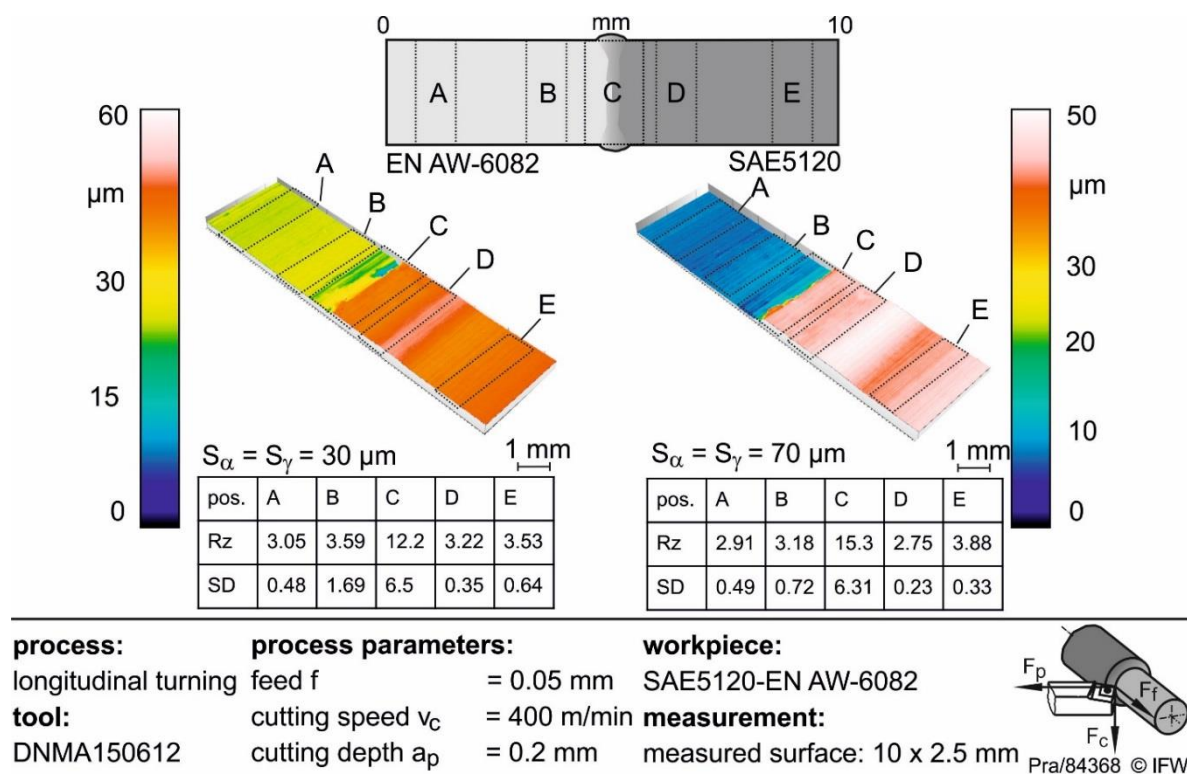 0 mm 10
A B C D E
EN AW-6082 SAE5120
60
µm
30
15
0
A
B
C
D
E
50
µm
30
20
10
0
A
B
C
D
E
1 mm
Sα = Sγ = 30 µm
pos. A B C D E
Rz 3.05 3.59 12.2 3.22 3.53
SD 0.48 1.69 6.5 0.35 0.64
1 mm
Sα = Sγ = 70 µm
pos. A B C D E
Rz 2.91 3.18 15.3 2.75 3.88
SD 0.49 0.72 6.31 0.23 0.33
process:
longitudinal turning
tool:
DNMA150612
process parameters:
feed f = 0.05 mm
cutting speed vc = 400 m/min
cutting depth ap = 0.2 mm
workpiece:
SAE5120-EN AW-6082
measurement:
measured surface: 10 x 2.5 mm
Fp
Ff
Fc
Pra/84368 © IFW